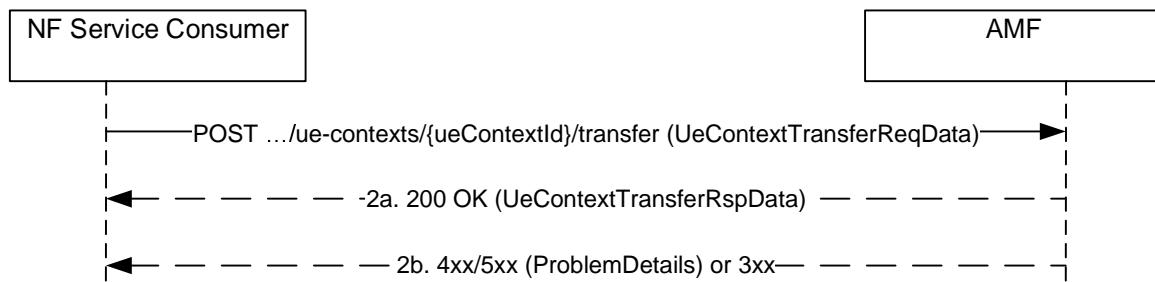 NF Service Consumer
AMF
POST …/ue-contexts/{ueContextId}/transfer (UeContextTransferReqData)
2a. 200 OK (UeContextTransferRspData)
2b. 4xx/5xx (ProblemDetails) or 3xx